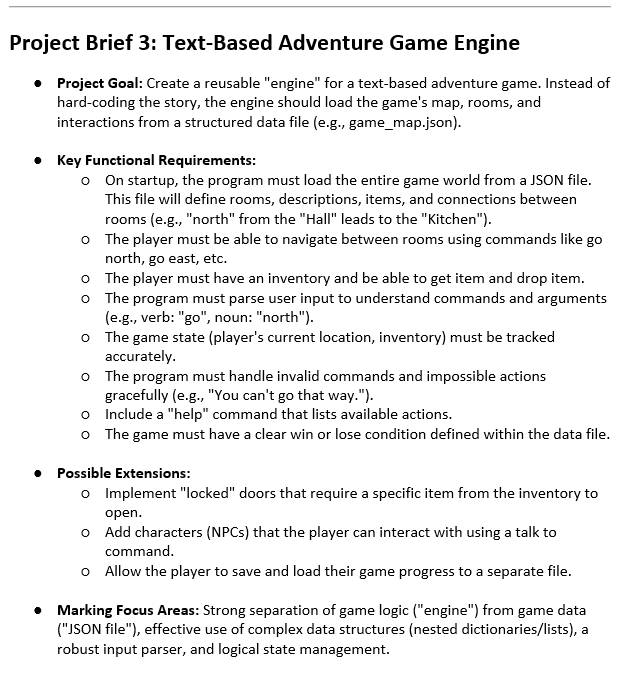 Project Brief 3: Text-Based Adventure Game Engine
● Project Goal: Create a reusable "engine" for a text-based adventure game. Instead of
hard-coding the story, the engine should load the game's map, rooms, and
interactions from a structured data file (e.g., game_map.json).
● Key Functional Requirements:
○ On startup, the program must load the entire game world from a JSON file.
This file will define rooms, descriptions, items, and connections between
rooms (e.g., "north" from the "Hall" leads to the "Kitchen").
○ The player must be able to navigate between rooms using commands like go
north, go east, etc.
○ The player must have an inventory and be able to get item and drop item.
○ The program must parse user input to understand commands and arguments
(e.g., verb: "go", noun: "north").
○ The game state (player's current location, inventory) must be tracked
accurately.
○ The program must handle invalid commands and impossible actions
gracefully (e.g., "You can't go that way.").
○ Include a "help" command that lists available actions.
○ The game must have a clear win or lose condition defined within the data file.
● Possible Extensions:
○ Implement "locked" doors that require a specific item from the inventory to
open.
○ Add characters (NPCs) that the player can interact with using a talk to
command.
○ Allow the player to save and load their game progress to a separate file.
● Marking Focus Areas: Strong separation of game logic ("engine") from game data
("JSON file"), effective use of complex data structures (nested dictionaries/lists), a
robust input parser, and logical state management.